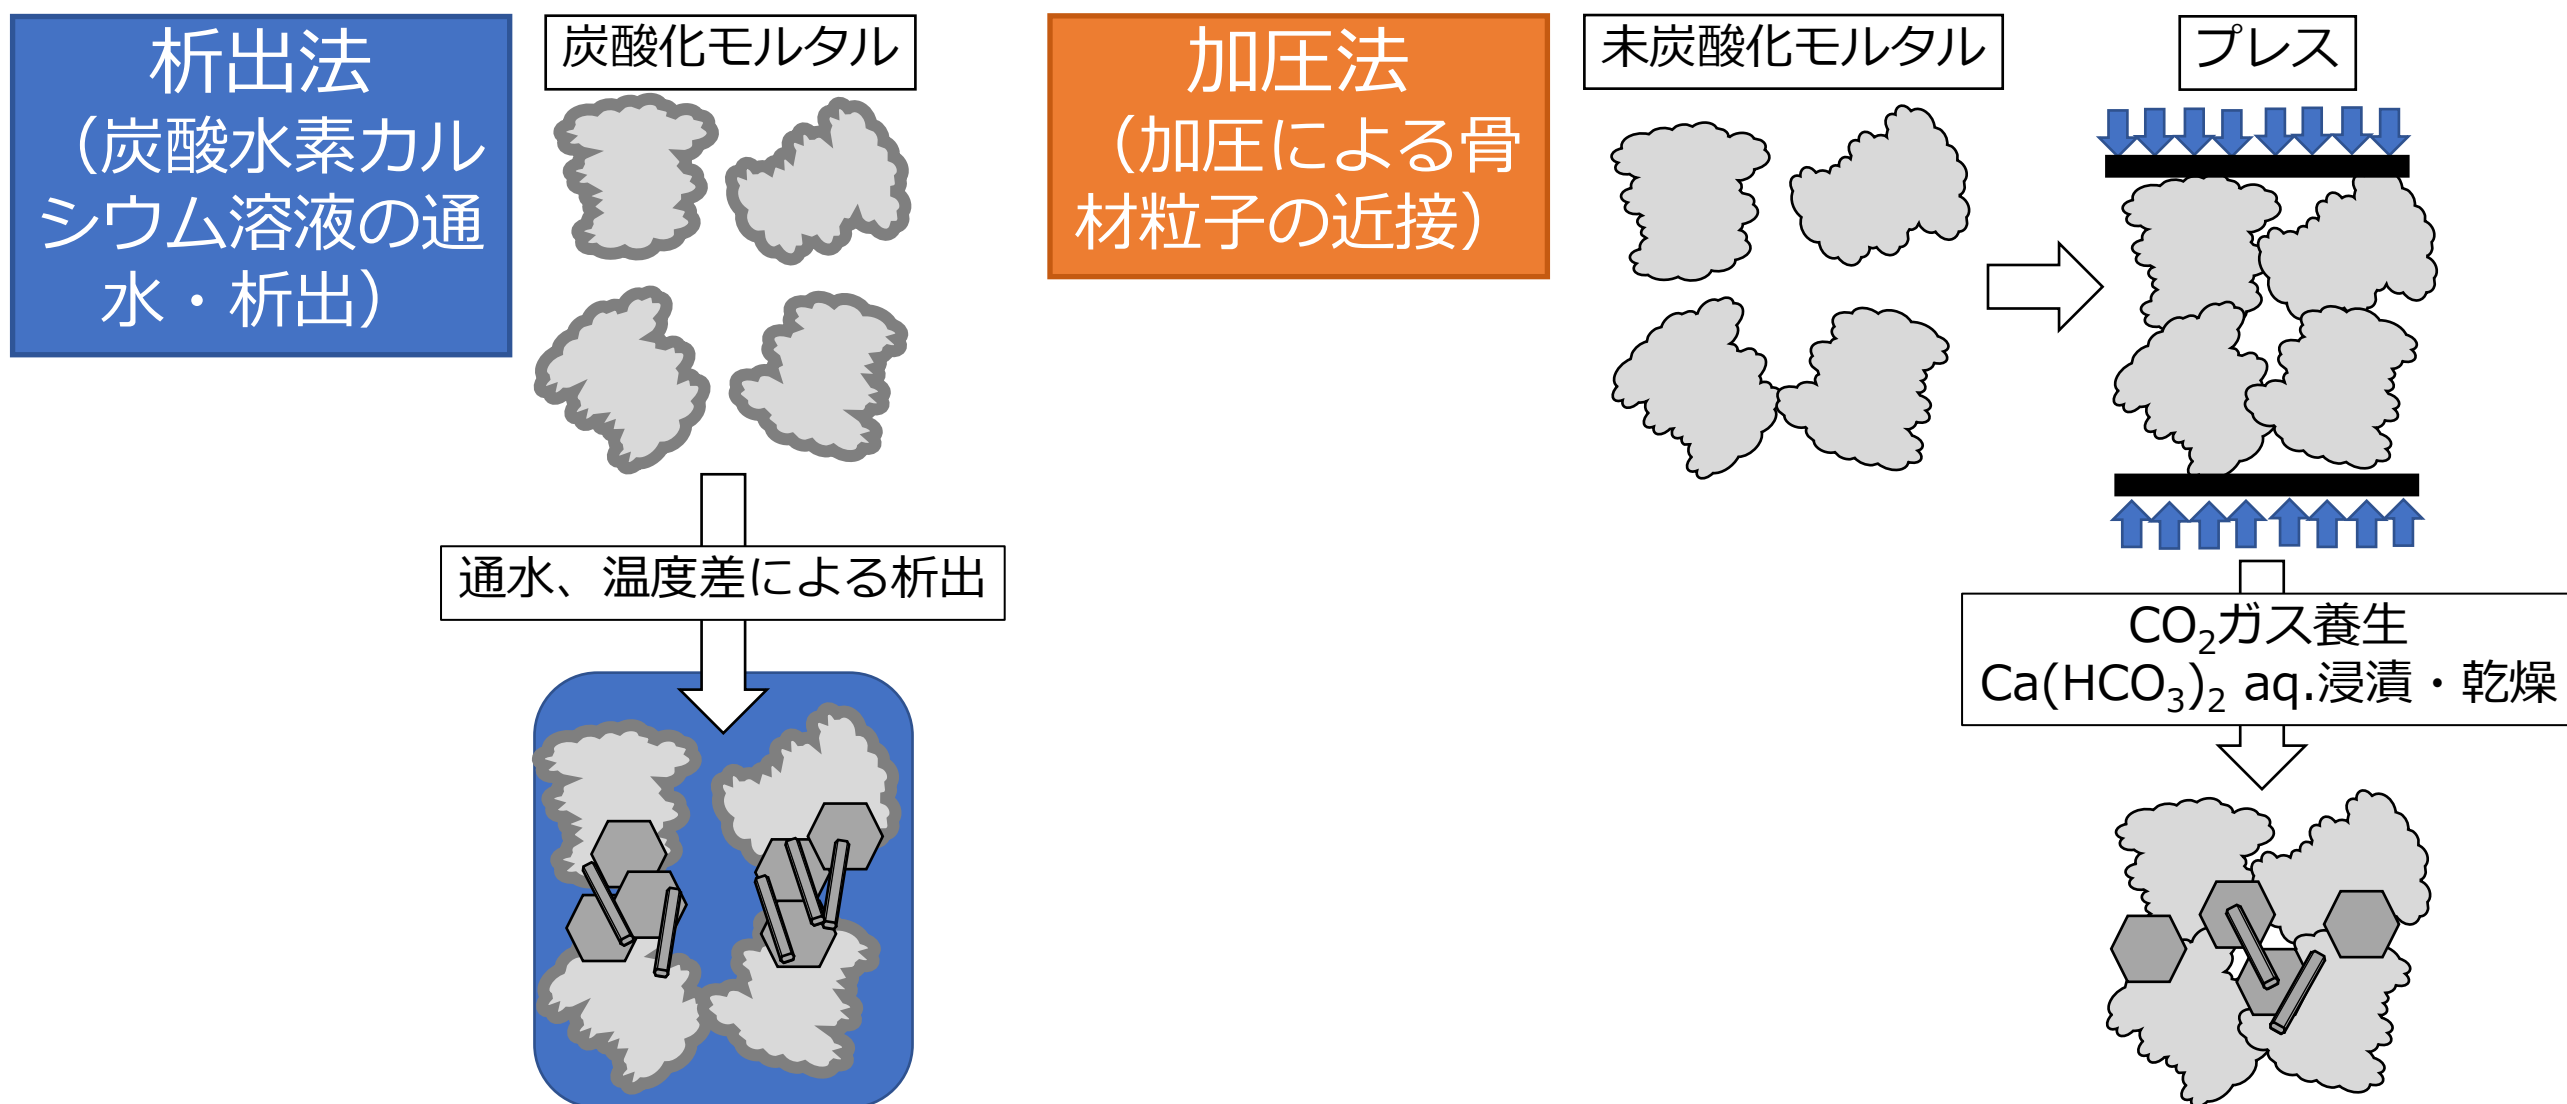 析出法
（炭酸水素カル
シウム溶液の通
水・析出）
炭酸化モルタル
通水、温度差による析出
加圧法
（加圧による骨
材粒子の近接）
未炭酸化モルタル
プレス
CO₂ガス養生
Ca(HCO₃)₂ aq.浸漬・乾燥